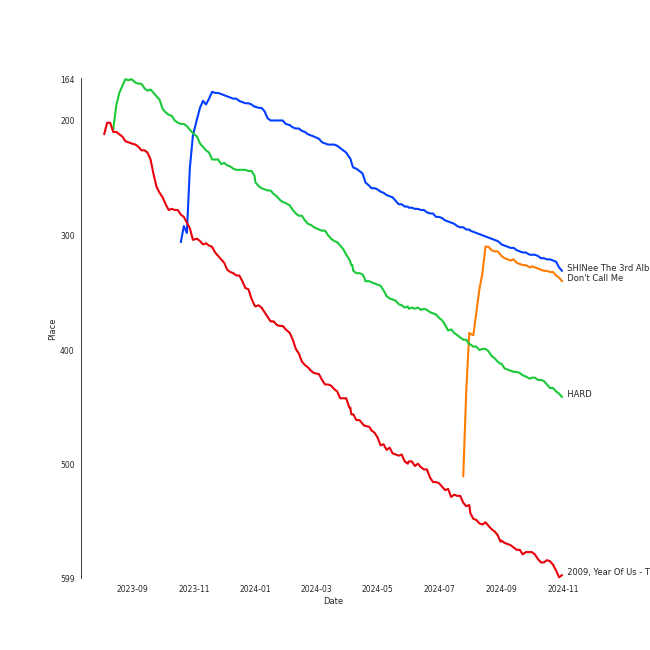 164
200
300
400
500
599
Place
2023-09
2023-11
2024-01
2024-03
2024-05
2024-07
2024-09
2024-11
Date
SHINee The 3rd Alb
Don't Call Me
HARD
2009, Year Of Us - T